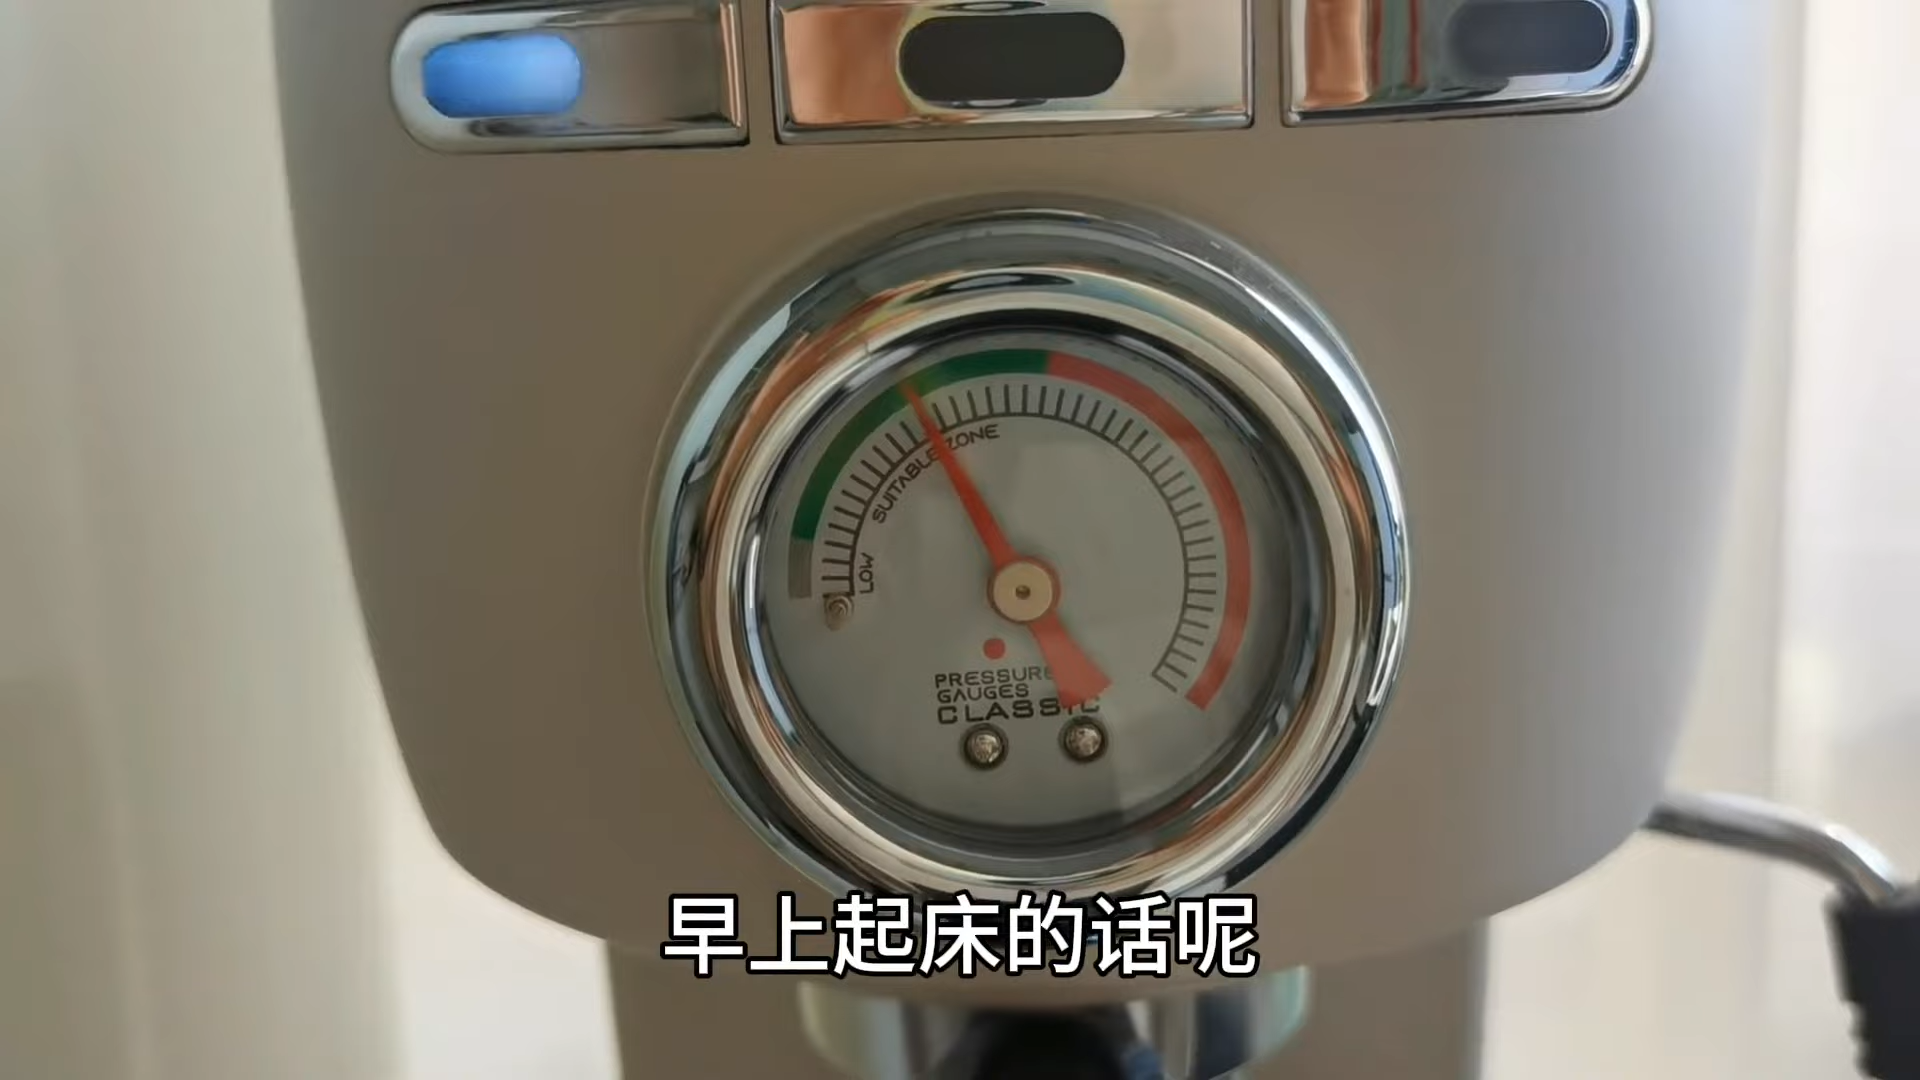 SUITABLE ZONE
LOW
PRESSURE
GAUGES
CLASSIC
早上起床的话呢